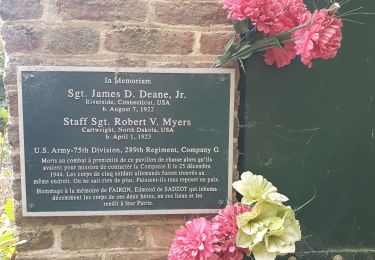 In Memoriam
Sgt. James D. Deane, Jr.
Riverside, Connecticut, USA
b. August 7, 1922
Staff Sgt. Robert V. Myers
Cartwright, North Dakota, USA
b. April 1, 1923
U.S. Army-75th Division, 289th Regiment, Company G
Morts au combat à proximité de ce pavillon de chasse alors qu'ils
avaient pour mission de contacter la Compagnie E le 25 décembre
1944. Les corps de cinq soldats allemands furent trouvés au
même endroit. On ne sait rien de plus. Puissent-ils tous reposer en paix.
Hommage à la mémoire de FAIRON, Edmond de SADZOT qui inhuma
décemment les corps de ces deux héros, en ces lieux et les
rendit à leur Patrie.